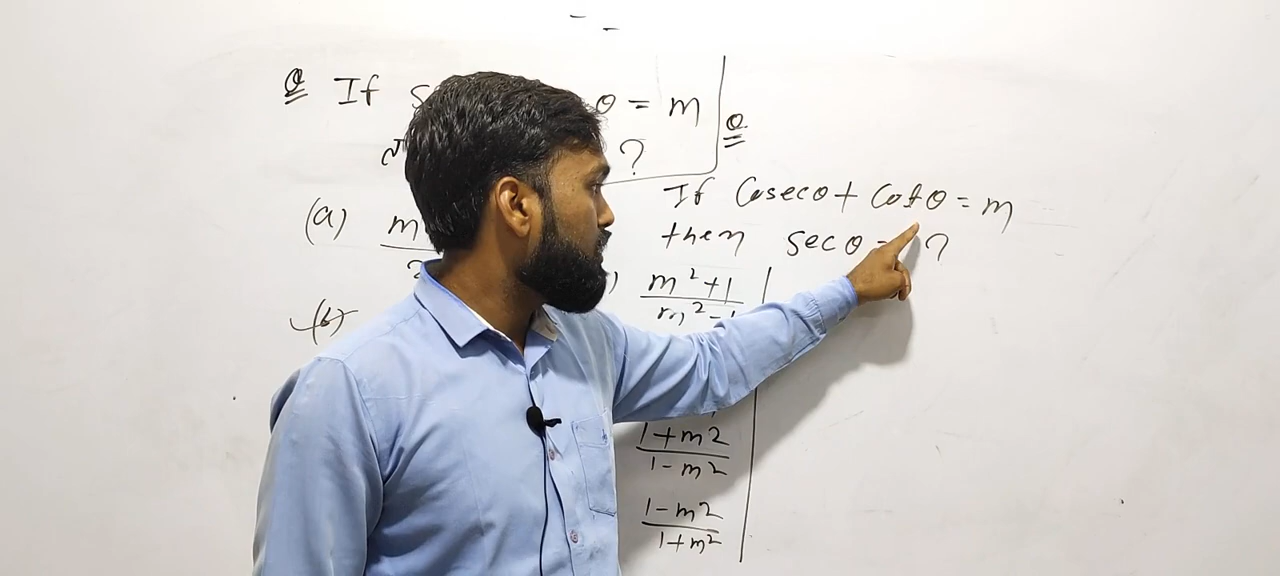 Q If θ = m
?
(a) m
(b)
Q
If Cosecθ + Cotθ = m
then secθ = ?
m²+1
m²-1
1+m2
1-m2
1-m2
1+m2